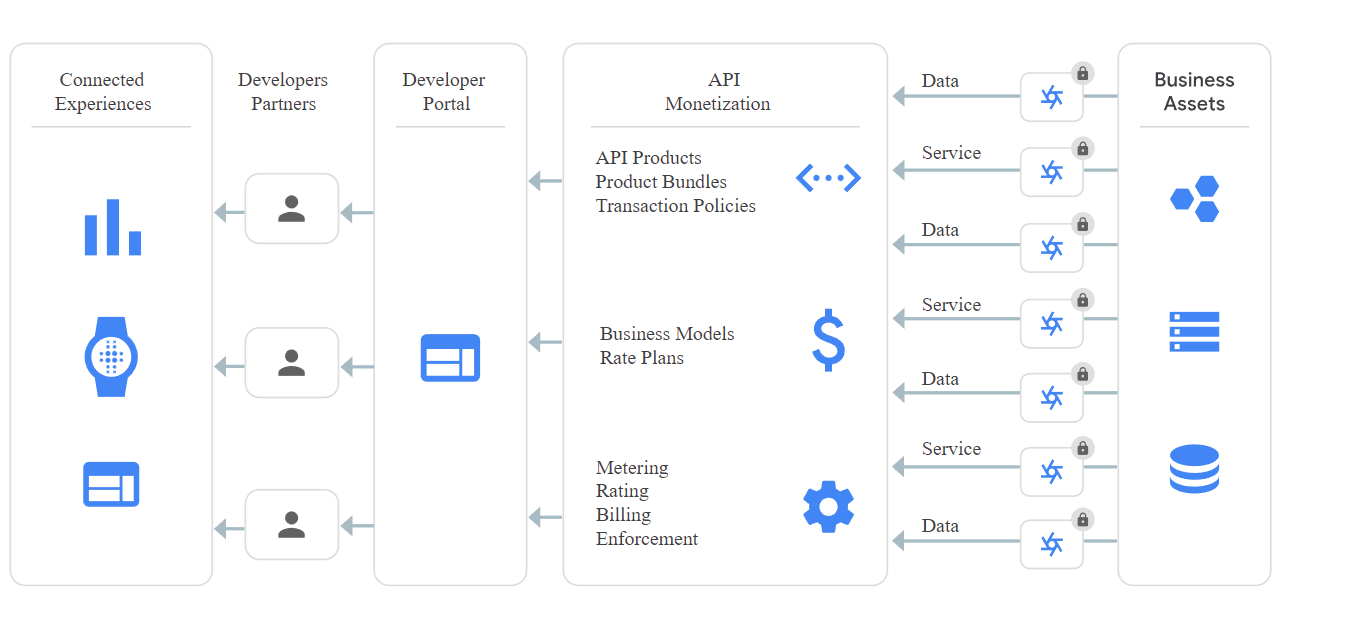 Connected
Experiences
Developers
Partners
Developer
Portal
API
Monetization
API Products
Product Bundles
Transaction Policies
Business Models
Rate Plans
Metering
Rating
Billing
Enforcement
Data
Service
Data
Service
Data
Service
Data
Business
Assets